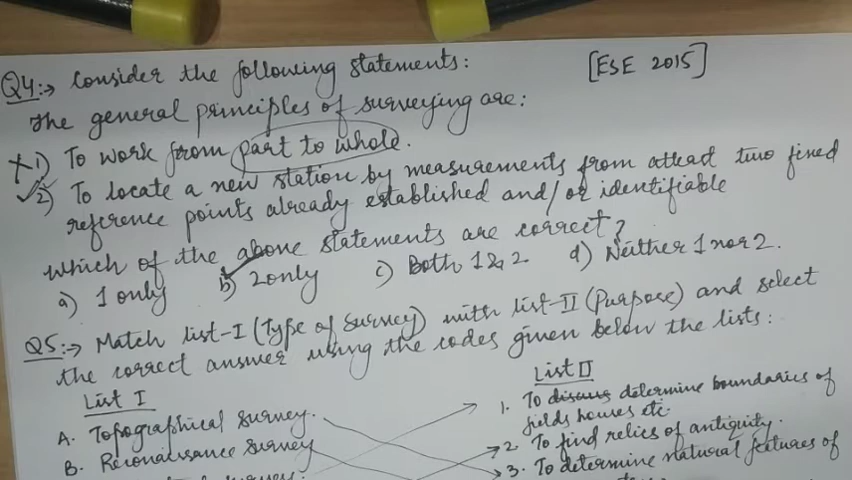 Q4:→ Consider the following statements: [ESE 2015]
The general principles of surveying are:
1) To work from part to whole.
2) To locate a new station by measurements from atleast two fixed
reference points already established and/or identifiable
which of the above statements are correct?
a) 1 only b) 2 only c) Both 1 & 2 d) Neither 1 nor 2.
Q5:→ Match list-I (Type of Survey) with list-II (Purpose) and select
the correct answer using the codes given below the lists:
List I List II
A. Topographical survey. 1. To determine boundaries of
fields houses etc.
B. Reconaissance survey 2. To find relics of antiquity.
3. To determine natural features of